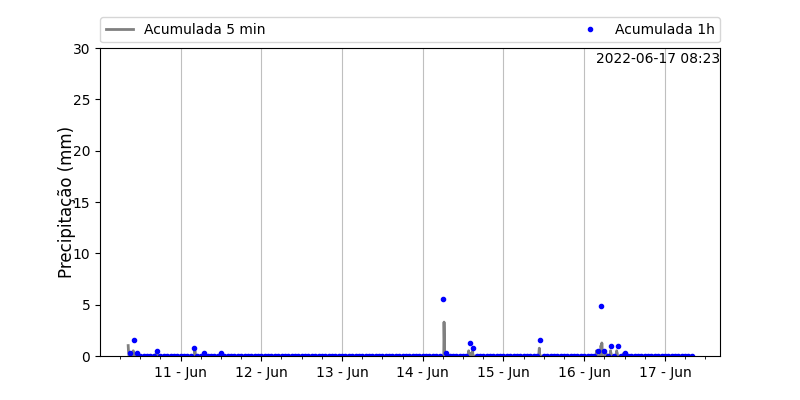 Acumulada 5 min
Acumulada 1h
2022-06-17 08:23
Precipitação (mm)
30
25
20
15
10
5
0
11 - Jun
12 - Jun
13 - Jun
14 - Jun
15 - Jun
16 - Jun
17 - Jun